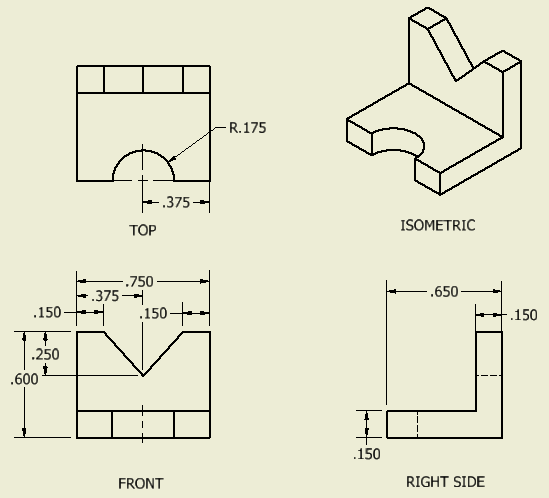 R.175
.375
TOP
ISOMETRIC
.750
.375
.150
.150
.250
.600
FRONT
.650
.150
.150
RIGHT SIDE